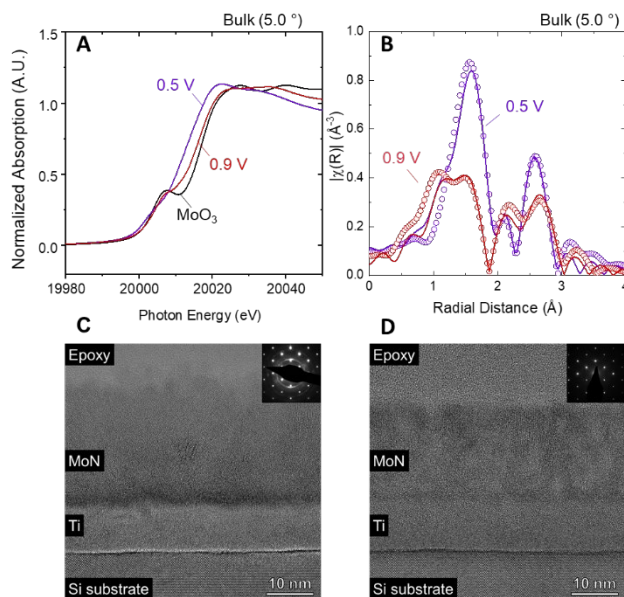 Bulk (5.0 °)
A
0.5 V
0.9 V
MoO3
Normalized Absorption (A.U.)
1.5
1.0
0.5
0.0
19980 20000 20020 20040
Photon Energy (eV)
Bulk (5.0 °)
B
0.5 V
0.9 V
|χ(R)| (Å-3)
1.0
0.8
0.6
0.4
0.2
0.0
0 1 2 3 4
Radial Distance (Å)
C
Epoxy
MoN
Ti
Si substrate
10 nm
D
Epoxy
MoN
Ti
Si substrate
10 nm